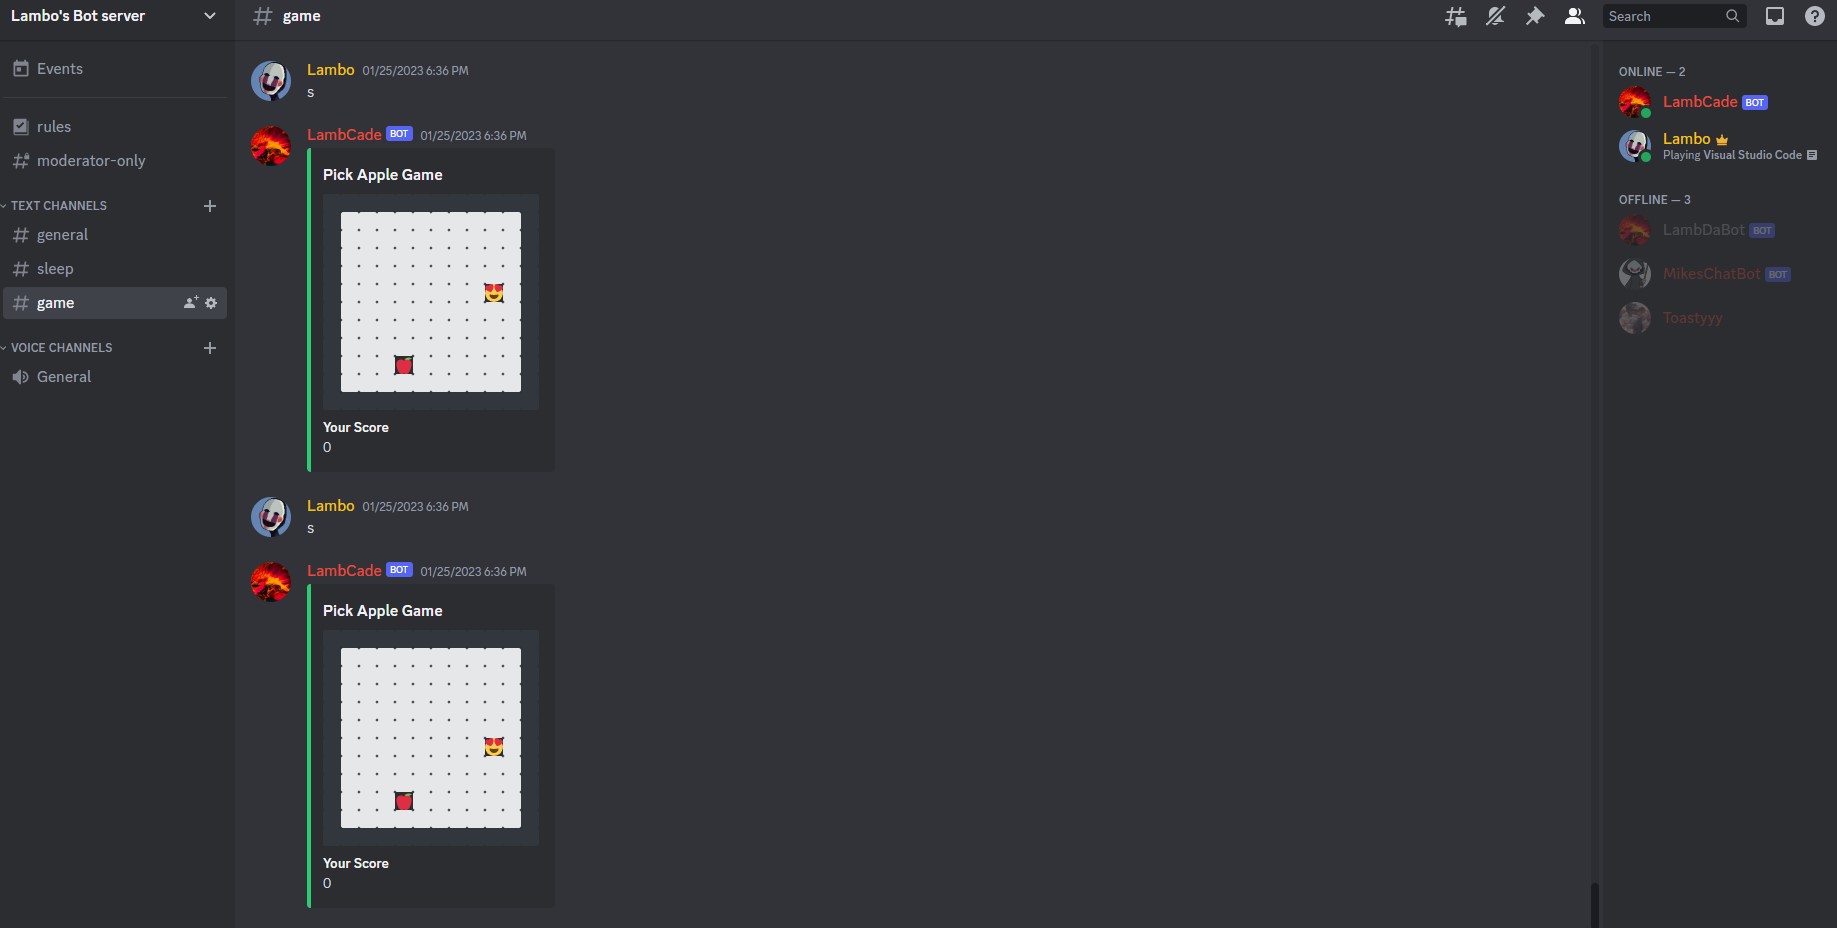 Lambo's Bot server
Events
rules
moderator-only
TEXT CHANNELS
general
sleep
game
VOICE CHANNELS
General
game
Search
Lambo 01/25/2023 6:36 PM
s
LambCade BOT 01/25/2023 6:36 PM
Pick Apple Game
Your Score
0
Lambo 01/25/2023 6:36 PM
s
LambCade BOT 01/25/2023 6:36 PM
Pick Apple Game
Your Score
0
ONLINE — 2
LambCade BOT
Lambo
Playing Visual Studio Code
OFFLINE — 3
LambDaBot BOT
MikesChatBot BOT
Toastyyy